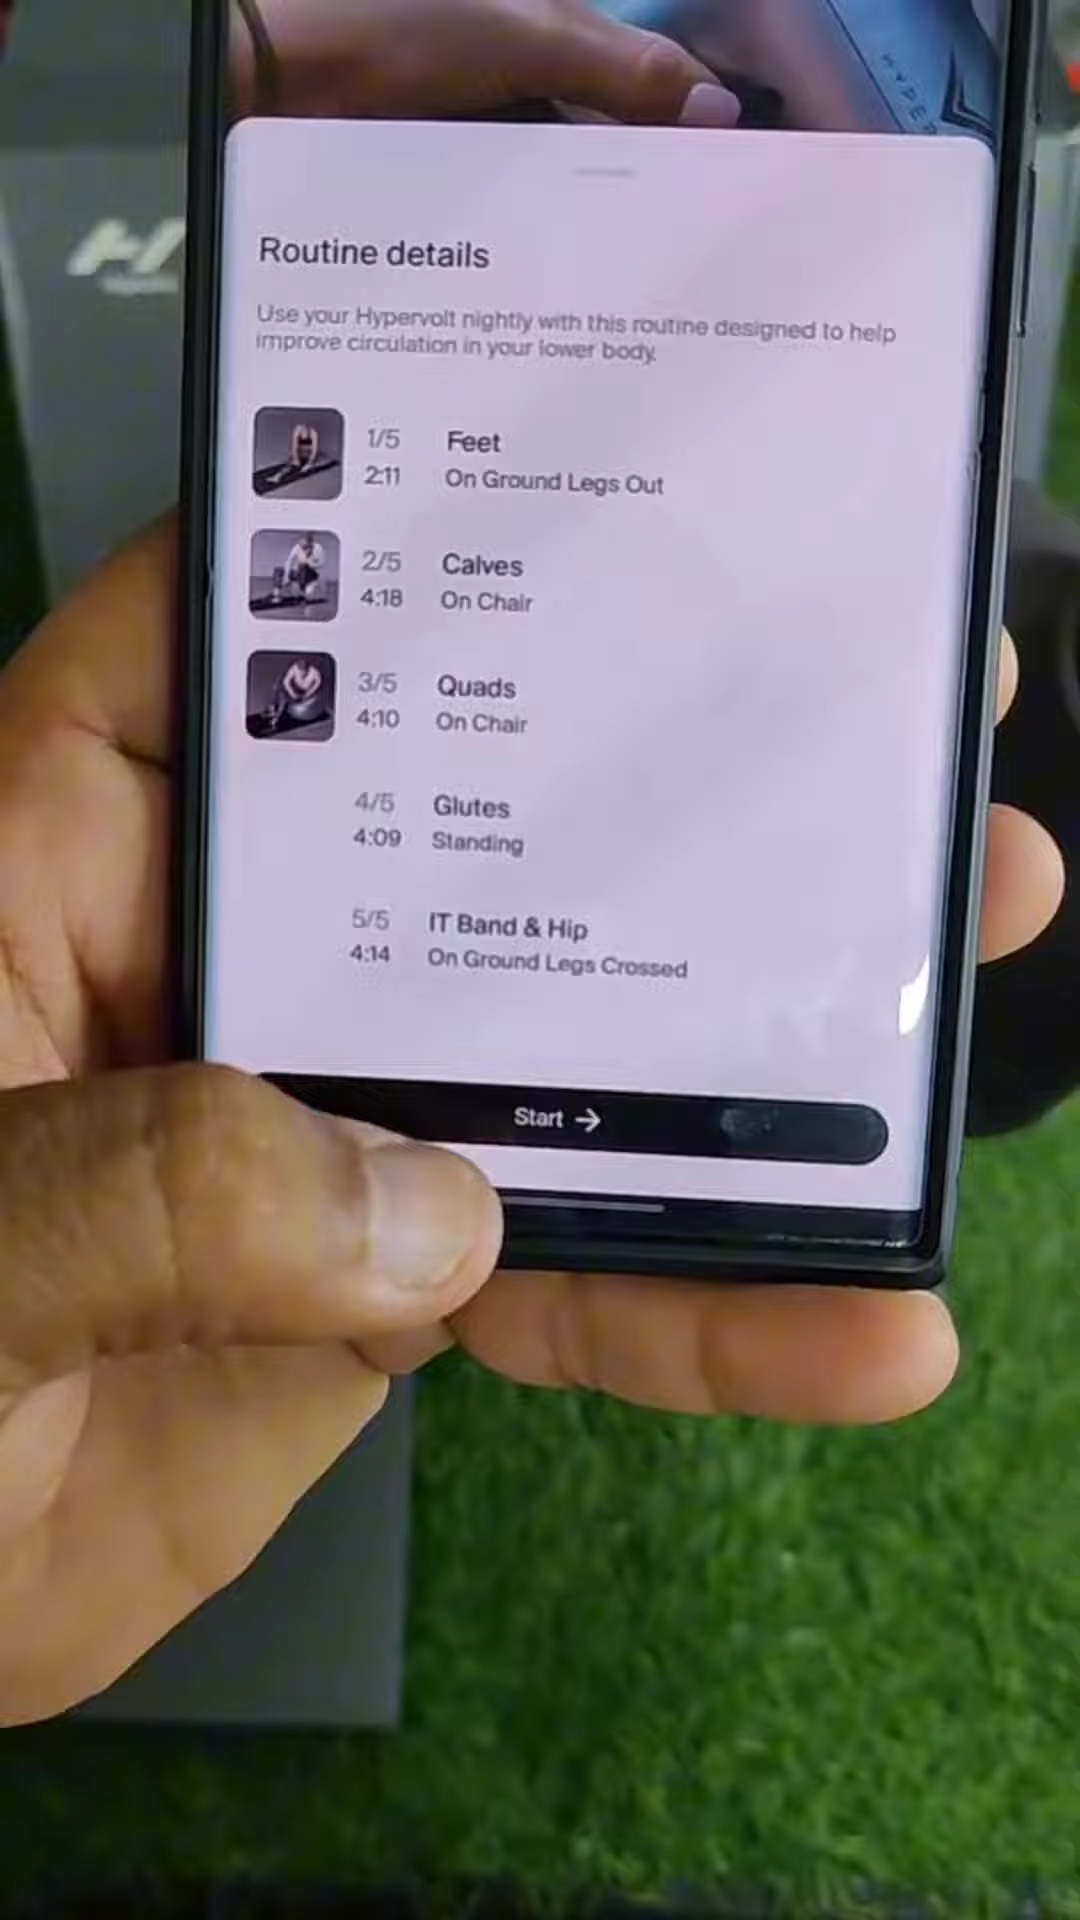 HYPER
Routine details
Use your Hypervolt nightly with this routine designed to help
improve circulation in your lower body.
1/5 Feet
2:11 On Ground Legs Out
2/5 Calves
4:18 On Chair
3/5 Quads
4:10 On Chair
4/5 Glutes
4:09 Standing
5/5 IT Band & Hip
4:14 On Ground Legs Crossed
Start →